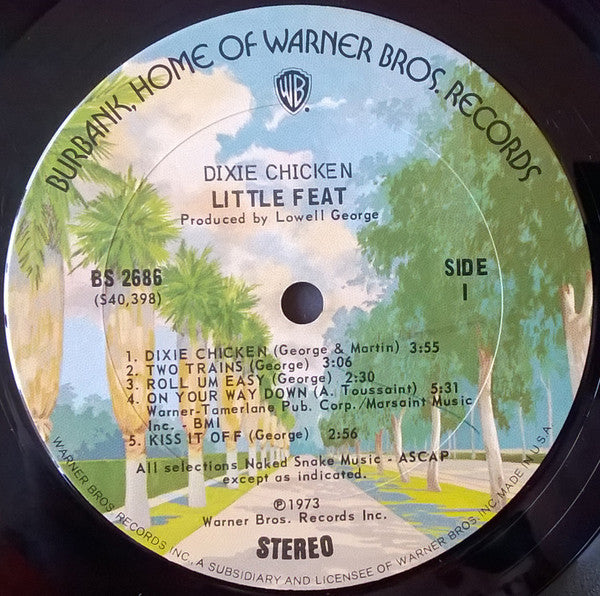 BURBANK, HOME OF WARNER BROS. RECORDS
WB
DIXIE CHICKEN
LITTLE FEAT
Produced by Lowell George
BS 2686
(S40,398)
SIDE
1
1. DIXIE CHICKEN (George & Martin) 3:55
2. TWO TRAINS (George) 3:06
3. ROLL UM EASY (George) 2:30
4. ON YOUR WAY DOWN (A. Toussaint) 5:31
Warner-Tamerlane Pub. Corp./Marsaint Music
Inc. - BMI
5. KISS IT OFF (George) 2:56
All selections Naked Snake Music - ASCAP
except as indicated.
℗1973
Warner Bros. Records Inc.
STEREO
WARNER BROS. RECORDS INC., A SUBSIDIARY AND LICENSEE OF WARNER BROS. INC. MADE IN U.S.A.